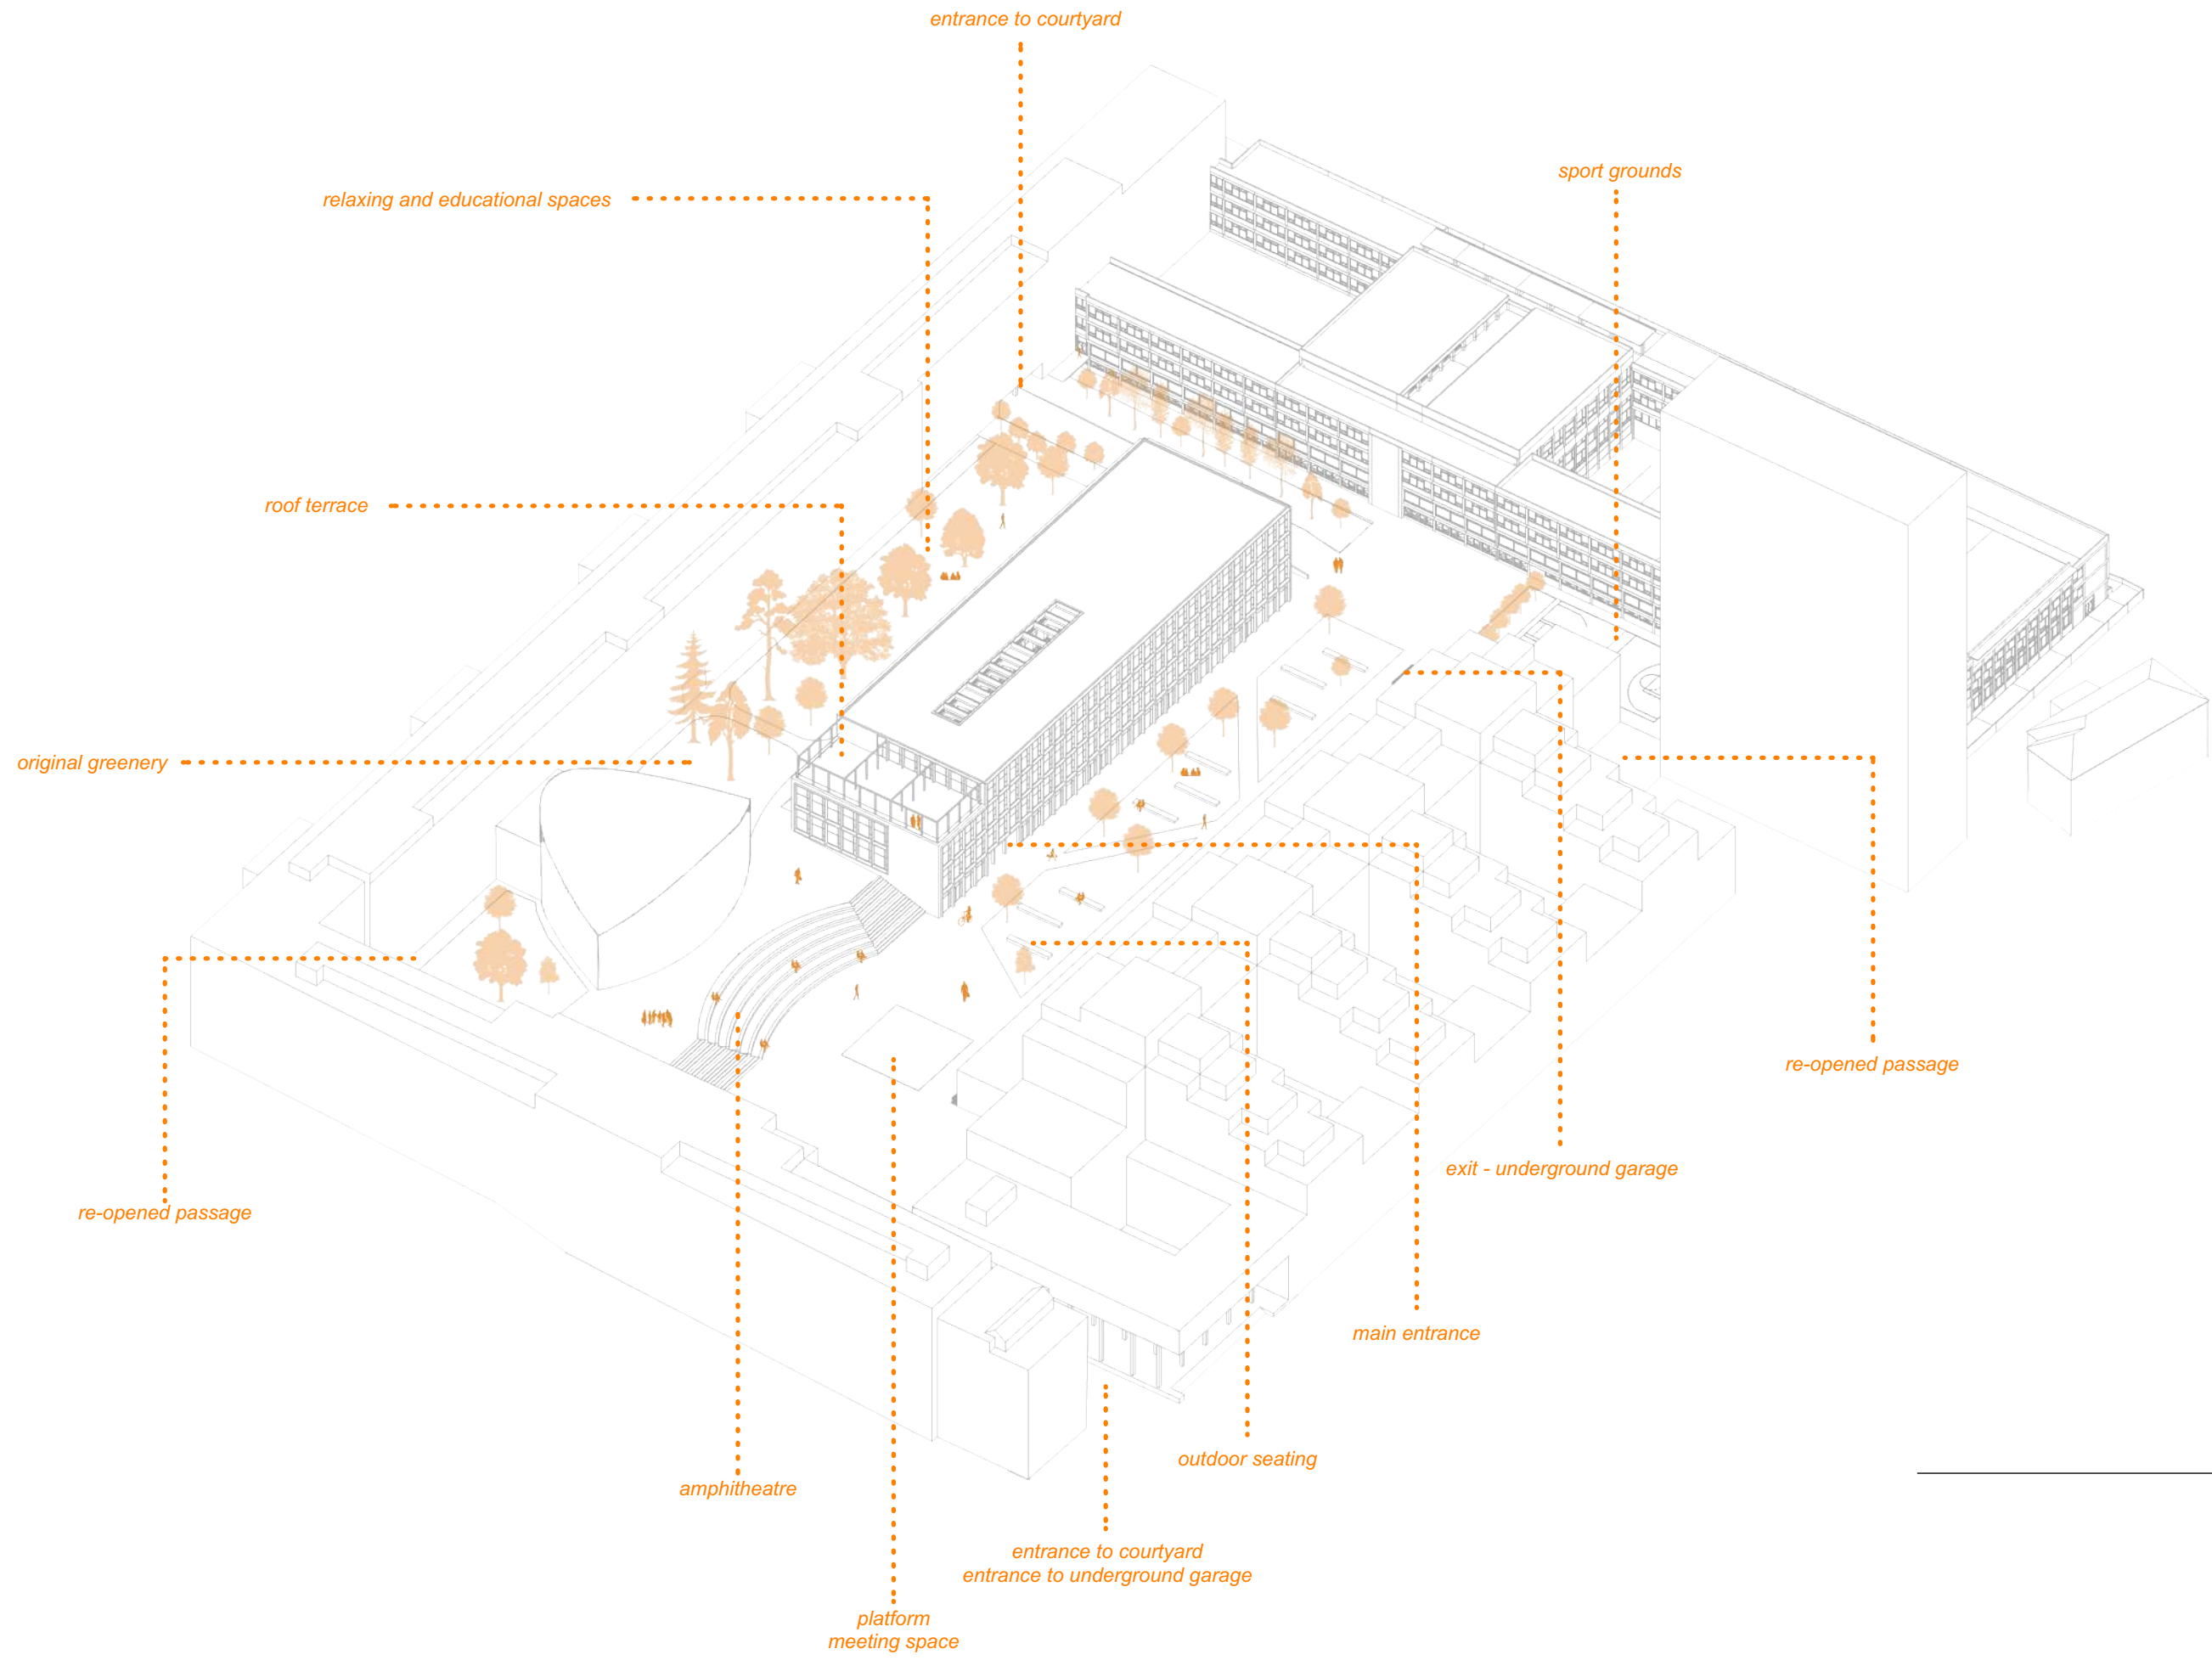 entrance to courtyard
sport grounds
relaxing and educational spaces
roof terrace
original greenery
re-opened passage
exit - underground garage
re-opened passage
main entrance
outdoor seating
amphitheatre
entrance to courtyard
entrance to underground garage
platform
meeting space